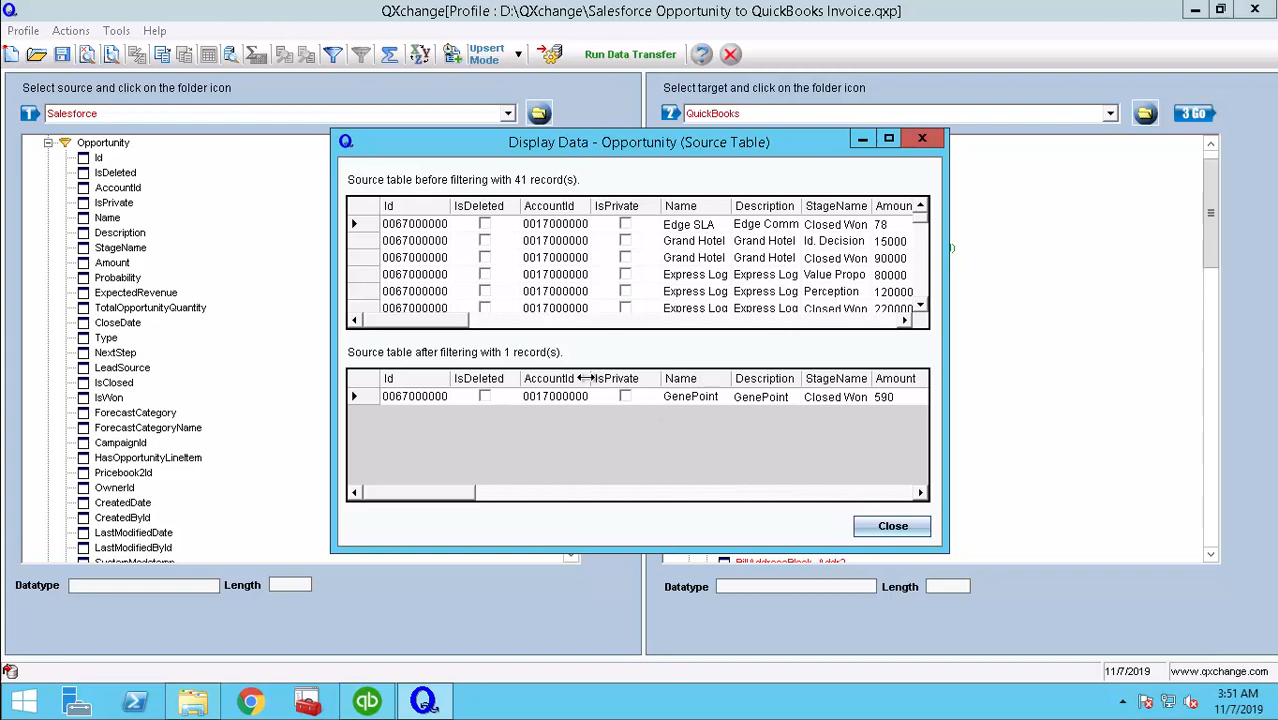 QXchange[Profile : D:\QXchange\Salesforce Opportunity to QuickBooks Invoice.qxp]
Profile Actions Tools Help
Upsert Mode
Run Data Transfer
Select source and click on the folder icon
Select target and click on the folder icon
1 Salesforce
2 QuickBooks
3 Go
Opportunity
Id
IsDeleted
AccountId
IsPrivate
Name
Description
StageName
Amount
Probability
ExpectedRevenue
TotalOpportunityQuantity
CloseDate
Type
NextStep
LeadSource
IsClosed
IsWon
ForecastCategory
ForecastCategoryName
CampaignId
HasOpportunityLineItem
Pricebook2Id
OwnerId
CreatedDate
CreatedById
LastModifiedDate
LastModifiedById
Display Data - Opportunity (Source Table)
Source table before filtering with 41 record(s).
Id IsDeleted AccountId IsPrivate Name Description StageName Amoun
0067000000 0017000000 Edge SLA Edge Comm Closed Won 78
0067000000 0017000000 Grand Hotel Grand Hotel Id. Decision 15000
0067000000 0017000000 Grand Hotel Grand Hotel Closed Won 90000
0067000000 0017000000 Express Log Express Log Value Propo 80000
0067000000 0017000000 Express Log Express Log Perception 120000
0067000000 0017000000 Express Log Express Log Closed Won 220000
Source table after filtering with 1 record(s).
Id IsDeleted AccountId IsPrivate Name Description StageName Amount
0067000000 0017000000 GenePoint GenePoint Closed Won 590
Close
Datatype Length
Datatype Length
11/7/2019 www.qxchange.com
3:51 AM
11/7/2019